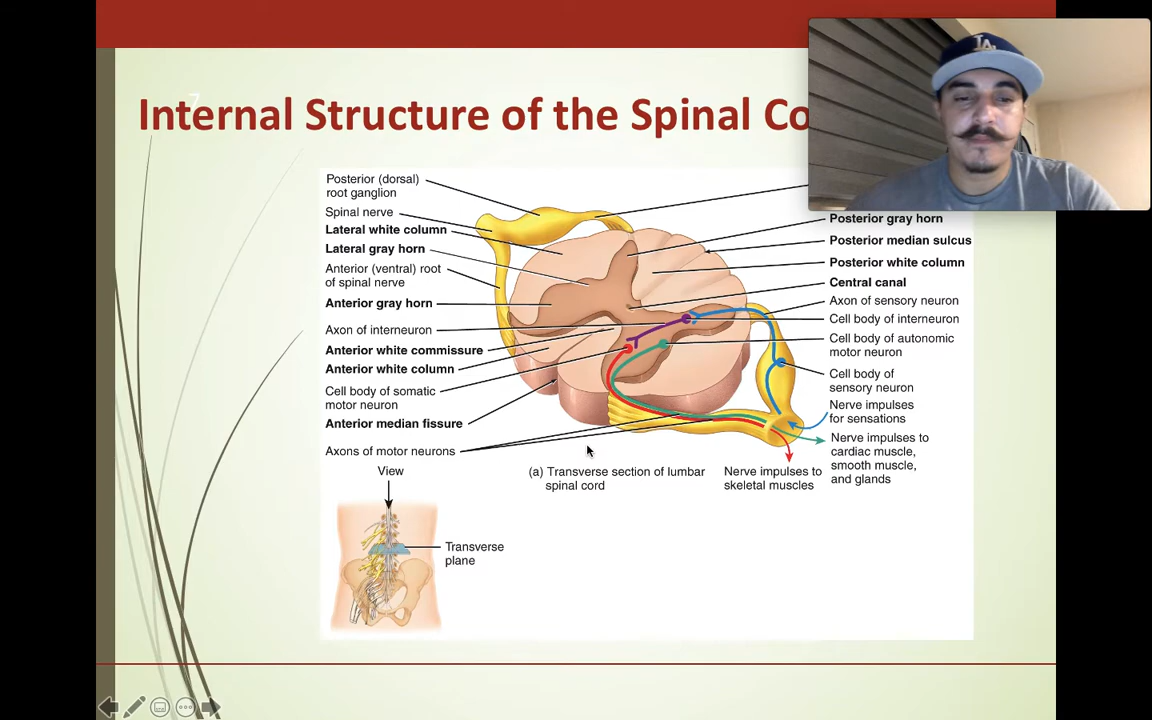 7
Internal Structure of the Spinal Co
LA
Posterior (dorsal)
root ganglion
Spinal nerve
Lateral white column
Lateral gray horn
Anterior (ventral) root
of spinal nerve
Anterior gray horn
Axon of interneuron
Anterior white commissure
Anterior white column
Cell body of somatic
motor neuron
Anterior median fissure
Axons of motor neurons
Posterior gray horn
Posterior median sulcus
Posterior white column
Central canal
Axon of sensory neuron
Cell body of interneuron
Cell body of autonomic
motor neuron
Cell body of
sensory neuron
Nerve impulses
for sensations
Nerve impulses to
cardiac muscle,
smooth muscle,
and glands
View
(a) Transverse section of lumbar
spinal cord
Nerve impulses to
skeletal muscles
Transverse
plane